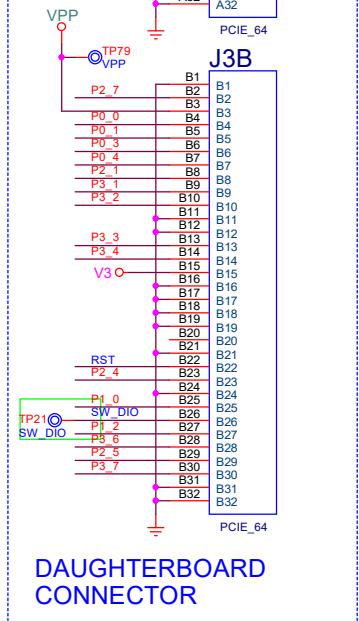 A32
VPP
PCIE_64
TP79
VPP
J3B
B1 B1
P2_7 B2 B2
B3 B3
P0_0 B4 B4
P0_1 B5 B5
P0_3 B6 B6
P0_4 B7 B7
P2_1 B8 B8
P3_1 B9 B9
P3_2 B10 B10
B11 B11
B12 B12
P3_3 B13 B13
P3_4 B14 B14
V3 B15 B15
B16 B16
B17 B17
B18 B18
B19 B19
B20 B20
B21 B21
RST B22 B22
P2_4 B23 B23
B24 B24
P1_0 B25 B25
TP21 SW_DIO B26 B26
SW_DIO P1_2 B27 B27
P3_6 B28 B28
P2_5 B29 B29
P3_7 B30 B30
B31 B31
B32 B32
PCIE_64
DAUGHTERBOARD
CONNECTOR